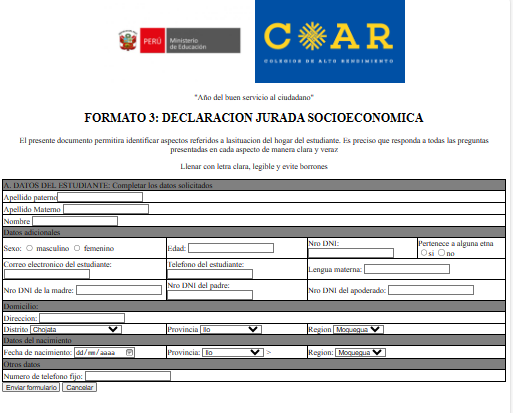 PERÚ Ministerio de Educación
COAR
COLEGIOS DE ALTO RENDIMIENTO
"Año del buen servicio al ciudadano"
FORMATO 3: DECLARACION JURADA SOCIOECONOMICA
El presente documento permitira identificar aspectos referidos a lasituacion del hogar del estudiante. Es preciso que responda a todas las preguntas
presentadas en cada aspecto de manera clara y veraz
Llenar con letra clara, legible y evite borrones
A. DATOS DEL ESTUDIANTE: Completar los datos solicitados
Apellido paterno
Apellido Materno
Nombre
Datos adicionales
Sexo: masculino femenino Edad: Nro DNI: Pertenece a alguna etna
si no
Correo electronico del estudiante: Telefono del estudiante: Lengua materna:
Nro DNI de la madre: Nro DNI del padre: Nro DNI del apoderado:
Domicilio:
Direccion:
Distrito Chojata Provincia Ilo Region Moquegua
Datos del nacimiento
Fecha de nacimiento: dd/mm/aaaa Provincia: Ilo > Region: Moquegua
Otros datos
Numero de telefono fijo:
Enviar formulario Cancelar